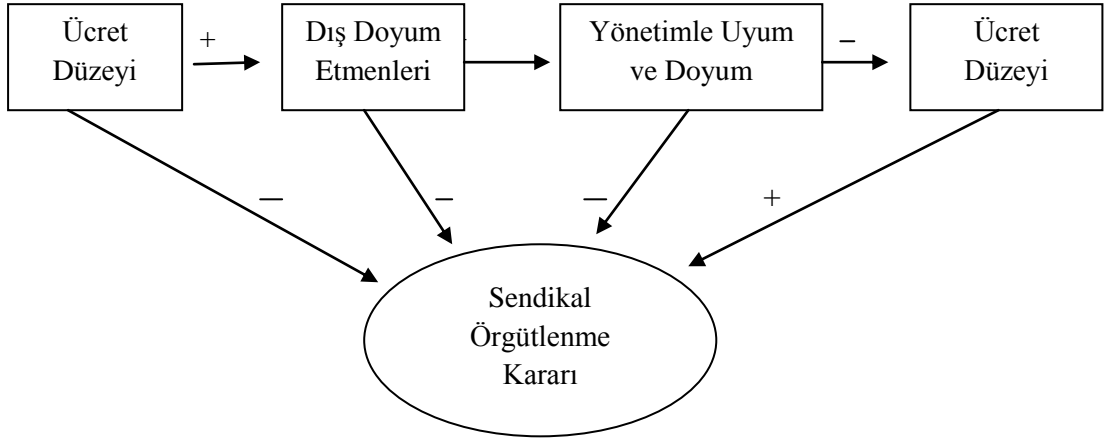 Ücret
Düzeyi
+
Dış Doyum
Etmenleri
Yönetimle Uyum
ve Doyum
–
Ücret
Düzeyi
–
–
–
+
Sendikal
Örgütlenme
Kararı